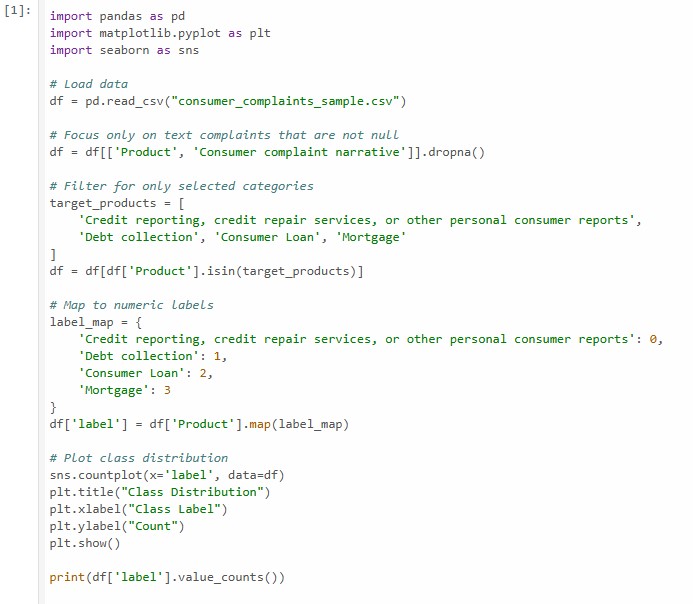 [1]:
import pandas as pd
import matplotlib.pyplot as plt
import seaborn as sns
# Load data
df = pd.read_csv("consumer_complaints_sample.csv")
# Focus only on text complaints that are not null
df = df[['Product', 'Consumer complaint narrative']].dropna()
# Filter for only selected categories
target_products = [
    'Credit reporting, credit repair services, or other personal consumer reports',
    'Debt collection', 'Consumer Loan', 'Mortgage'
]
df = df[df['Product'].isin(target_products)]
# Map to numeric labels
label_map = {
    'Credit reporting, credit repair services, or other personal consumer reports': 0,
    'Debt collection': 1,
    'Consumer Loan': 2,
    'Mortgage': 3
}
df['label'] = df['Product'].map(label_map)
# Plot class distribution
sns.countplot(x='label', data=df)
plt.title("Class Distribution")
plt.xlabel("Class Label")
plt.ylabel("Count")
plt.show()
print(df['label'].value_counts())